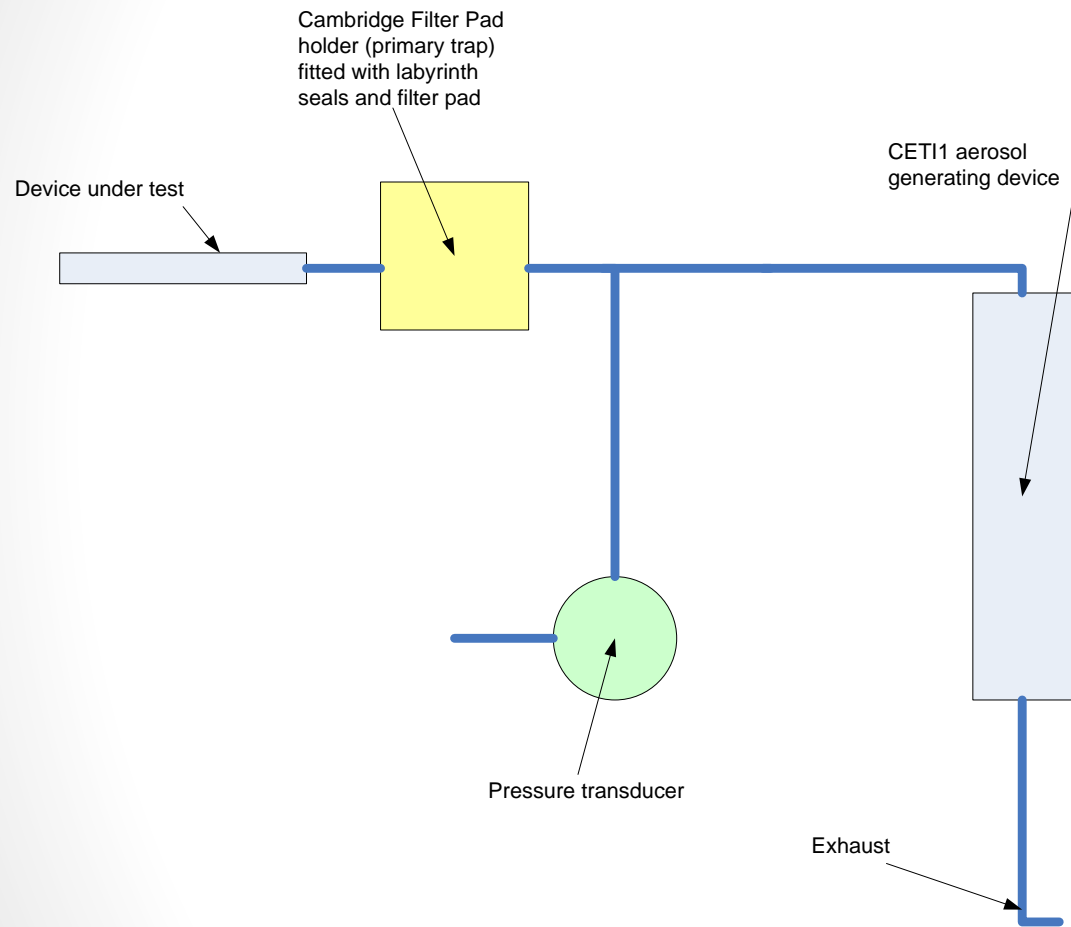 Cambridge Filter Pad
holder (primary trap)
fitted with labyrinth
seals and filter pad
CETI1 aerosol
generating device
Device under test
Pressure transducer
Exhaust